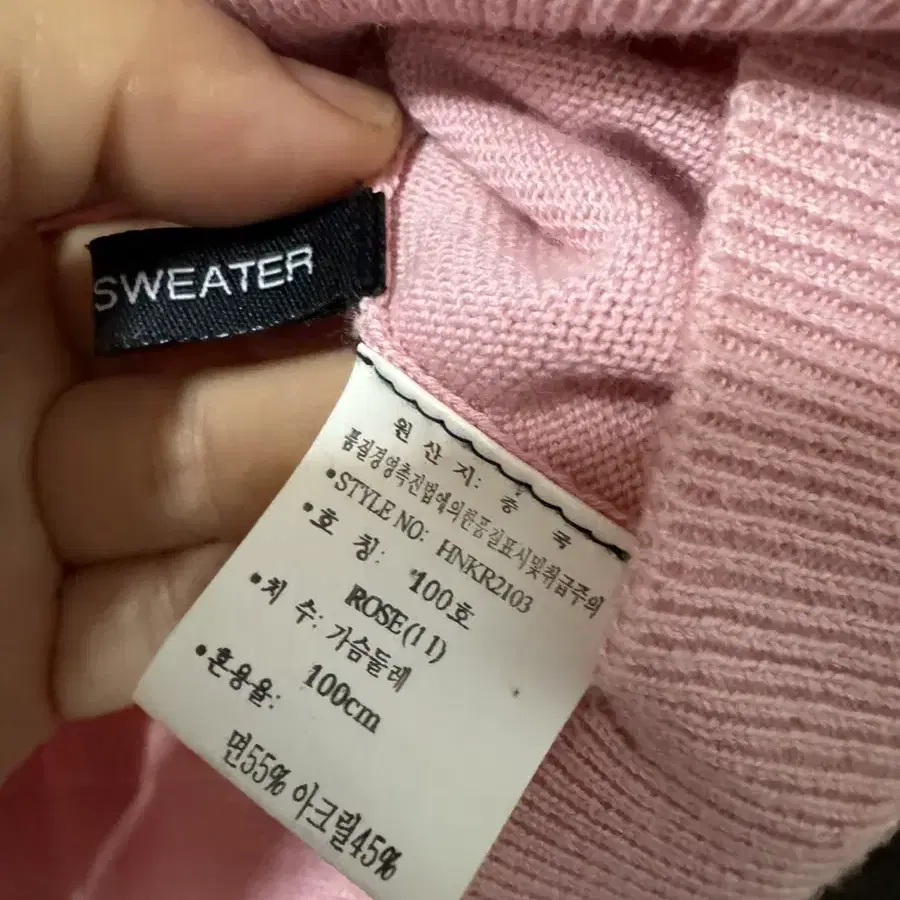 SWEATER
원 산 지: 중 국
품질경영촉진법에의한품질표시및취급주의
•STYLE NO: HNKR2103
•호 칭: 100호
ROSE(11)
•치 수: 가슴둘레
100cm
•혼용율:
면55% 아크릴45%